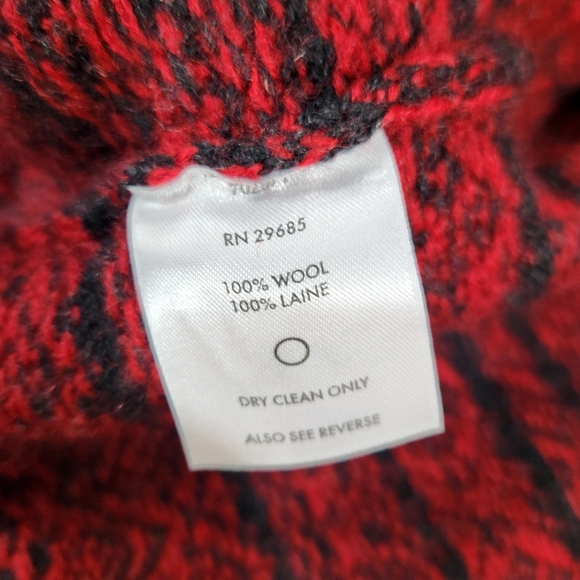 RN 29685
100% WOOL
100% LAINE
DRY CLEAN ONLY
ALSO SEE REVERSE